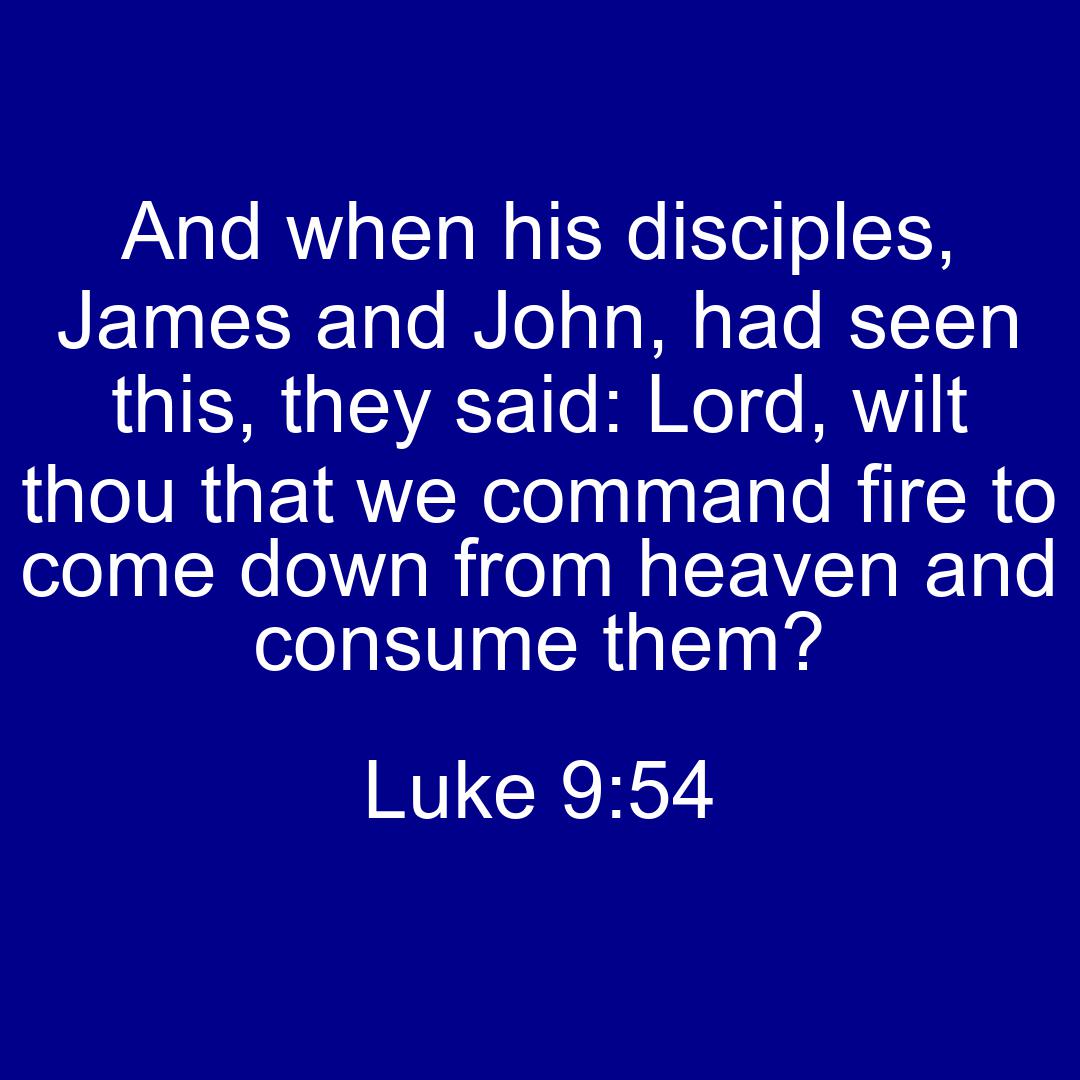 And when his disciples,
James and John, had seen
this, they said: Lord, wilt
thou that we command fire to
come down from heaven and
consume them?
Luke 9:54